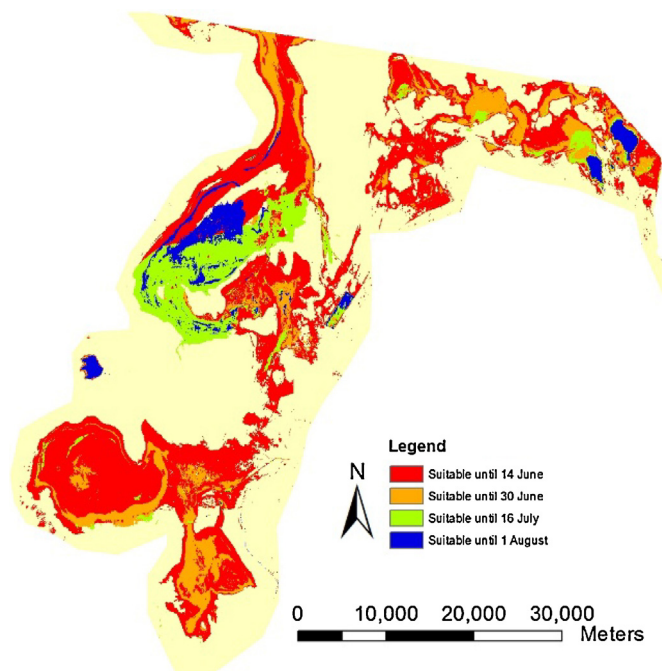 Legend
Suitable until 14 June
Suitable until 30 June
Suitable until 16 July
Suitable until 1 August
N
0 10,000 20,000 30,000
Meters